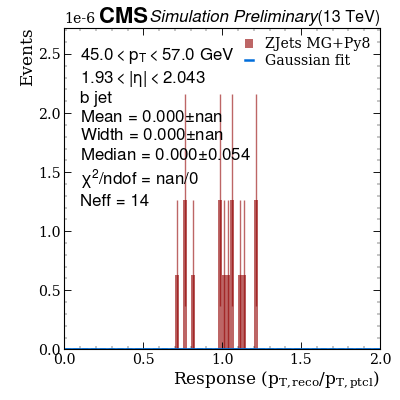 1e-6 CMS Simulation Preliminary (13 TeV)
Events
ZJets MG+Py8
Gaussian fit
45.0 < p_T < 57.0 GeV
1.93 < |η| < 2.043
b jet
Mean = 0.000±nan
Width = 0.000±nan
Median = 0.000±0.054
χ²/ndof = nan/0
Neff = 14
2.5
2.0
1.5
1.0
0.5
0.0
0.0 0.5 1.0 1.5 2.0
Response (p_T,reco/p_T,ptcl)